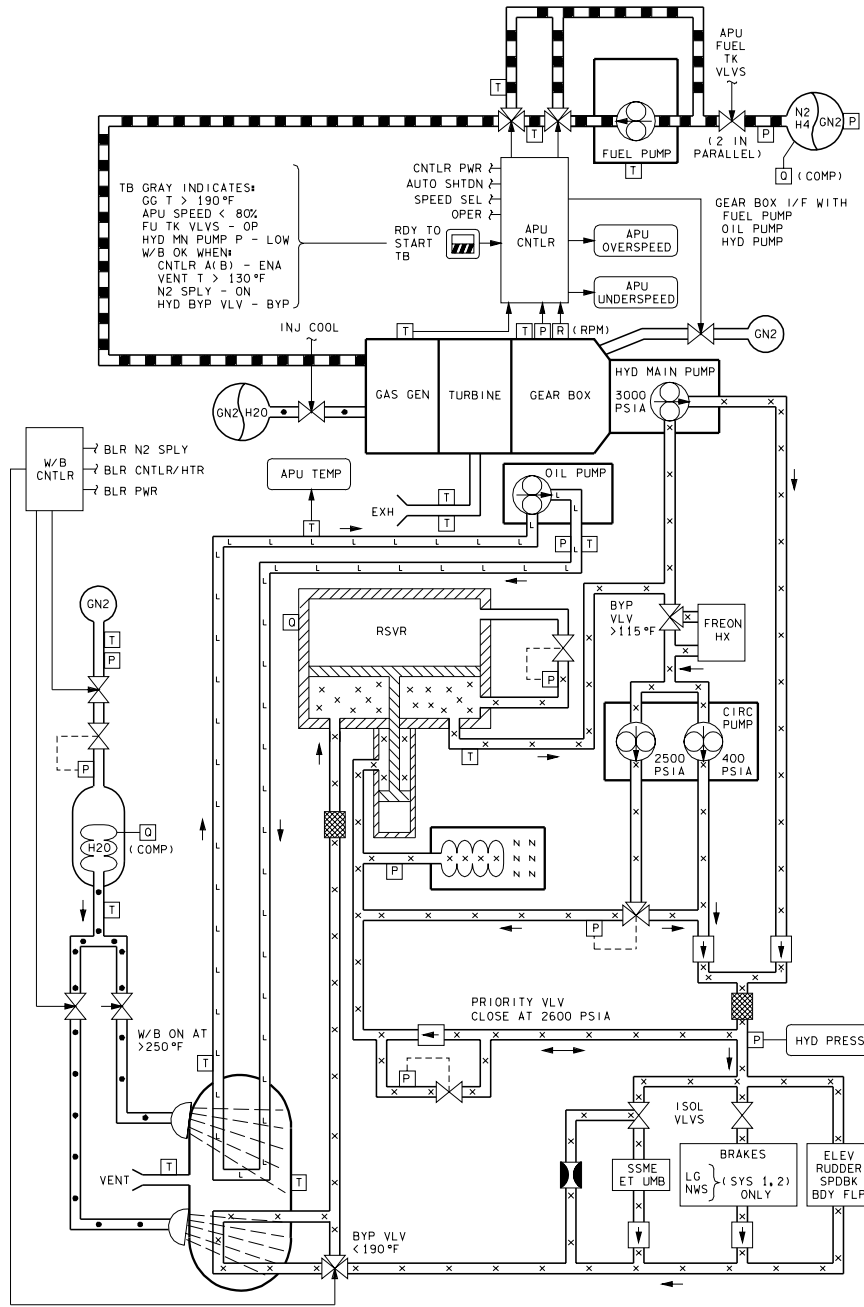 APU
FUEL
TK
VLVS
(2 IN
PARALLEL)
N2
H4
GN2
P
P
Q (COMP)
T
T
FUEL PUMP
T
CNTLR PWR
AUTO SHTDN
SPEED SEL
OPER
APU
CNTLR
RDY TO
START
TB
APU
OVERSPEED
APU
UNDERSPEED
GEAR BOX I/F WITH
FUEL PUMP
OIL PUMP
HYD PUMP
TB GRAY INDICATES:
GG T > 190°F
APU SPEED < 80%
FU TK VLVS - OP
HYD MN PUMP P - LOW
W/B OK WHEN:
CNTLR A(B) - ENA
VENT T > 130°F
N2 SPLY - ON
HYD BYP VLV - BYP
INJ COOL
T
T P R (RPM)
GN2
GN2 H2O
GAS GEN
TURBINE
GEAR BOX
HYD MAIN PUMP
3000
PSIA
W/B
CNTLR
BLR N2 SPLY
BLR CNTLR/HTR
BLR PWR
APU TEMP
T
EXH
T
T
OIL PUMP
P T
GN2
T
P
P
Q
RSVR
P
T
BYP
VLV
>115°F
FREON
HX
CIRC
PUMP
2500
PSIA
400
PSIA
H2O
Q
(COMP)
T
P
N N
N N
N N
P
W/B ON AT
>250°F
T
PRIORITY VLV
CLOSE AT 2600 PSIA
P
P
HYD PRESS
VENT
T
T
BYP VLV
<190°F
ISOL
VLVS
SSME
ET UMB
BRAKES
LG
NWS
(SYS 1,2)
ONLY
ELEV
RUDDER
SPDBK
BDY FLP